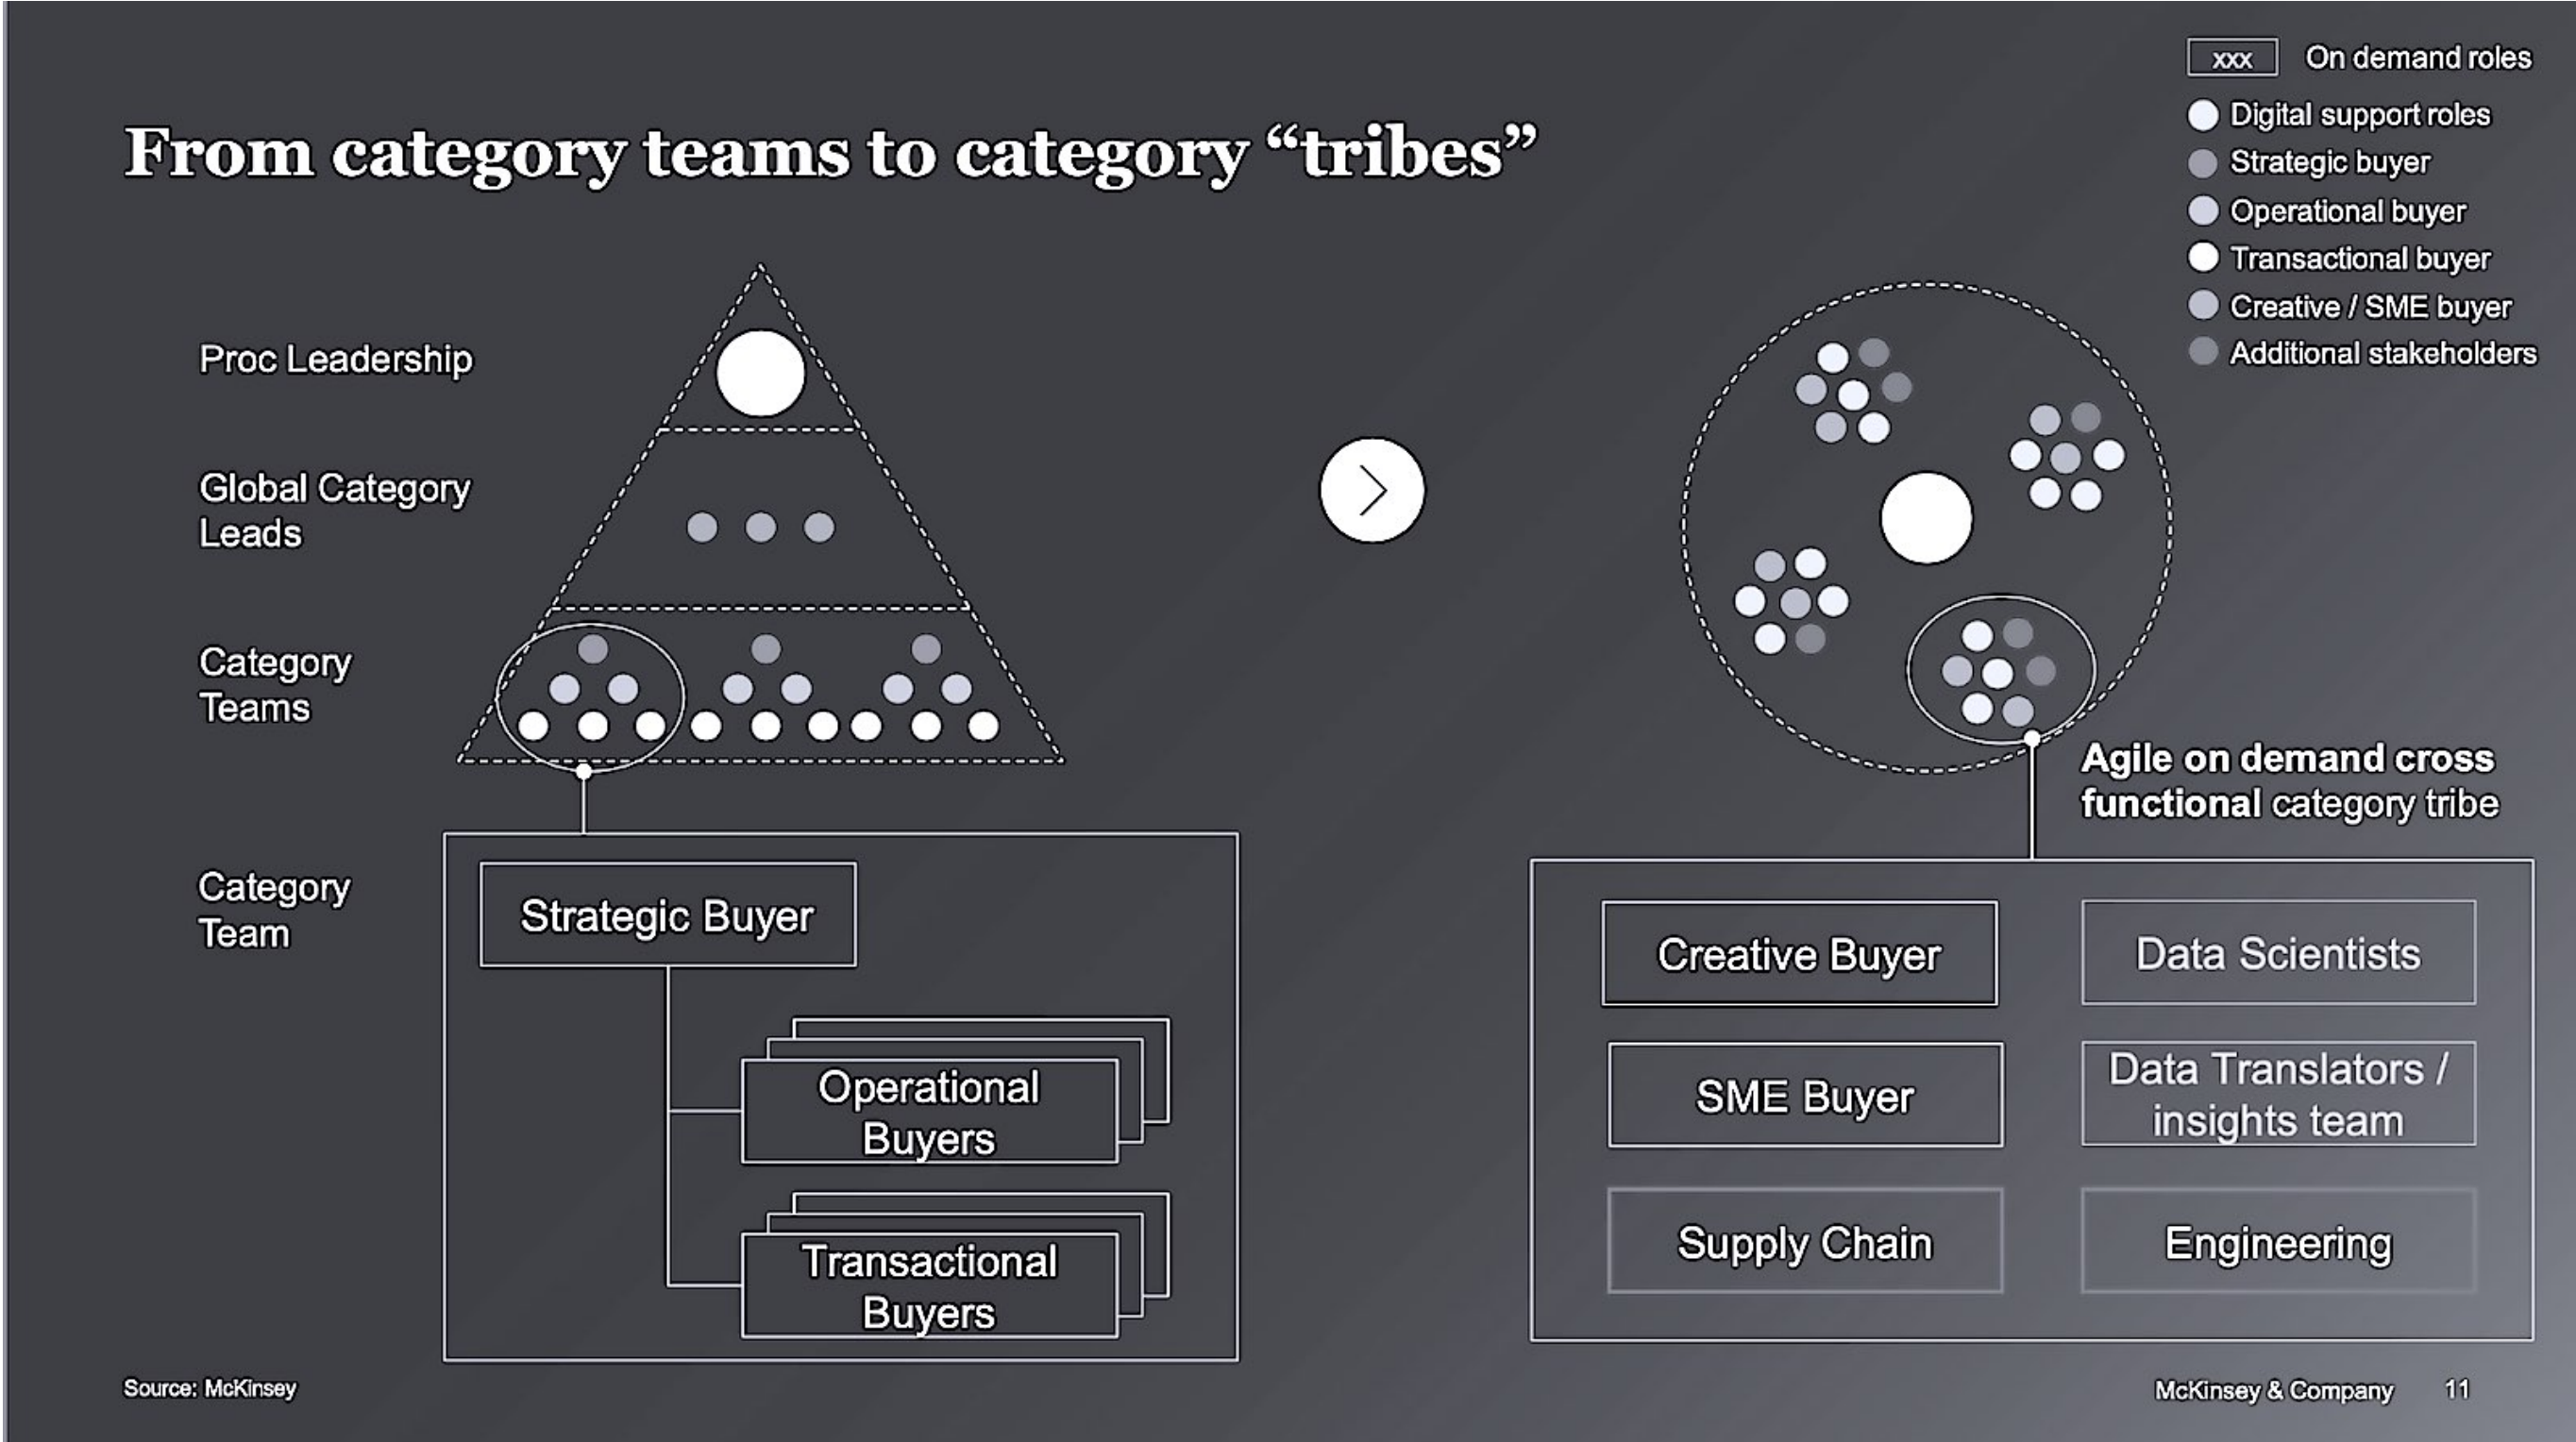 xxx On demand roles
Digital support roles
Strategic buyer
Operational buyer
Transactional buyer
Creative / SME buyer
Additional stakeholders
From category teams to category “tribes”
Proc Leadership
Global Category
Leads
Category
Teams
Category
Team
Strategic Buyer
Operational
Buyers
Transactional
Buyers
Agile on demand cross
functional category tribe
Creative Buyer
Data Scientists
SME Buyer
Data Translators /
insights team
Supply Chain
Engineering
Source: McKinsey
McKinsey & Company 11